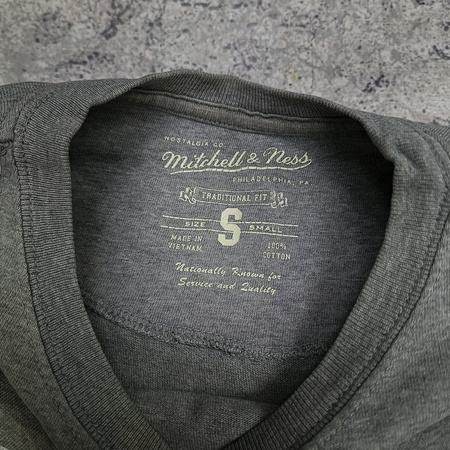 NOSTALGIA CO.
Mitchell & Ness
PHILADELPHIA, PA
TRADITIONAL FIT
SIZE S SMALL
MADE IN VIETNAM
100% COTTON
Nationally Known for
Service and Quality